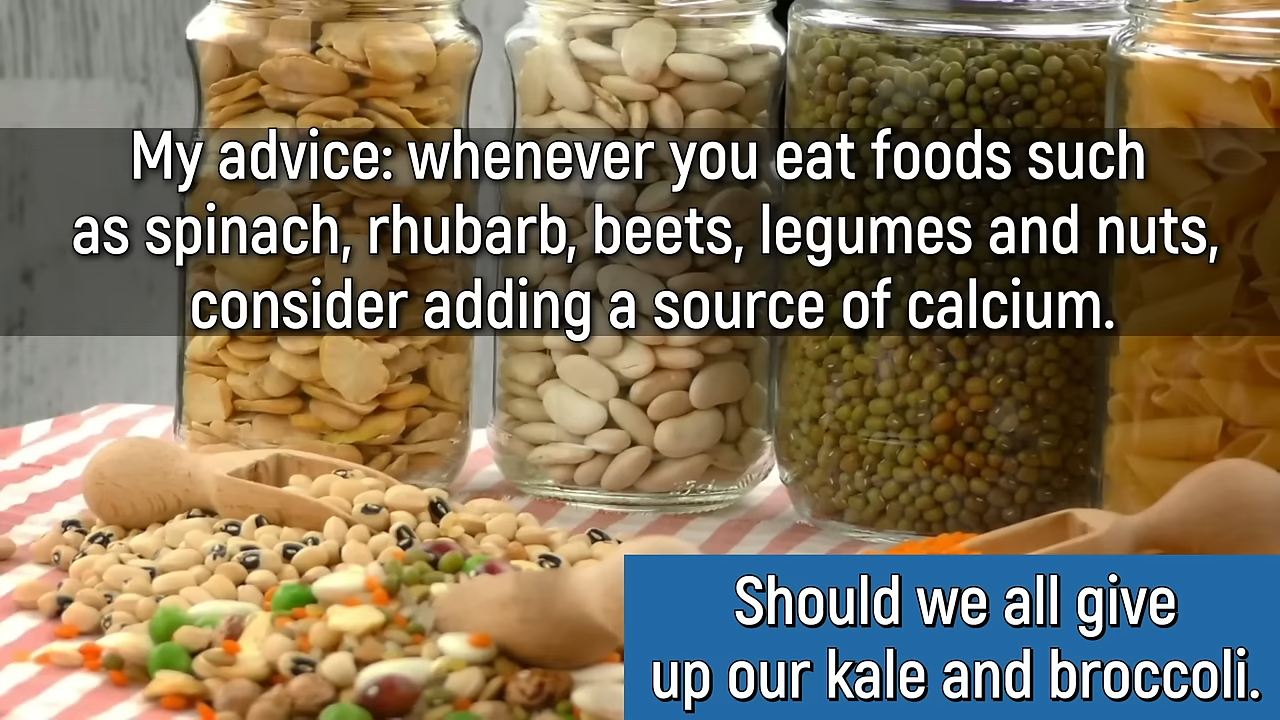 My advice: whenever you eat foods such
as spinach, rhubarb, beets, legumes and nuts,
consider adding a source of calcium.
Should we all give
up our kale and broccoli.